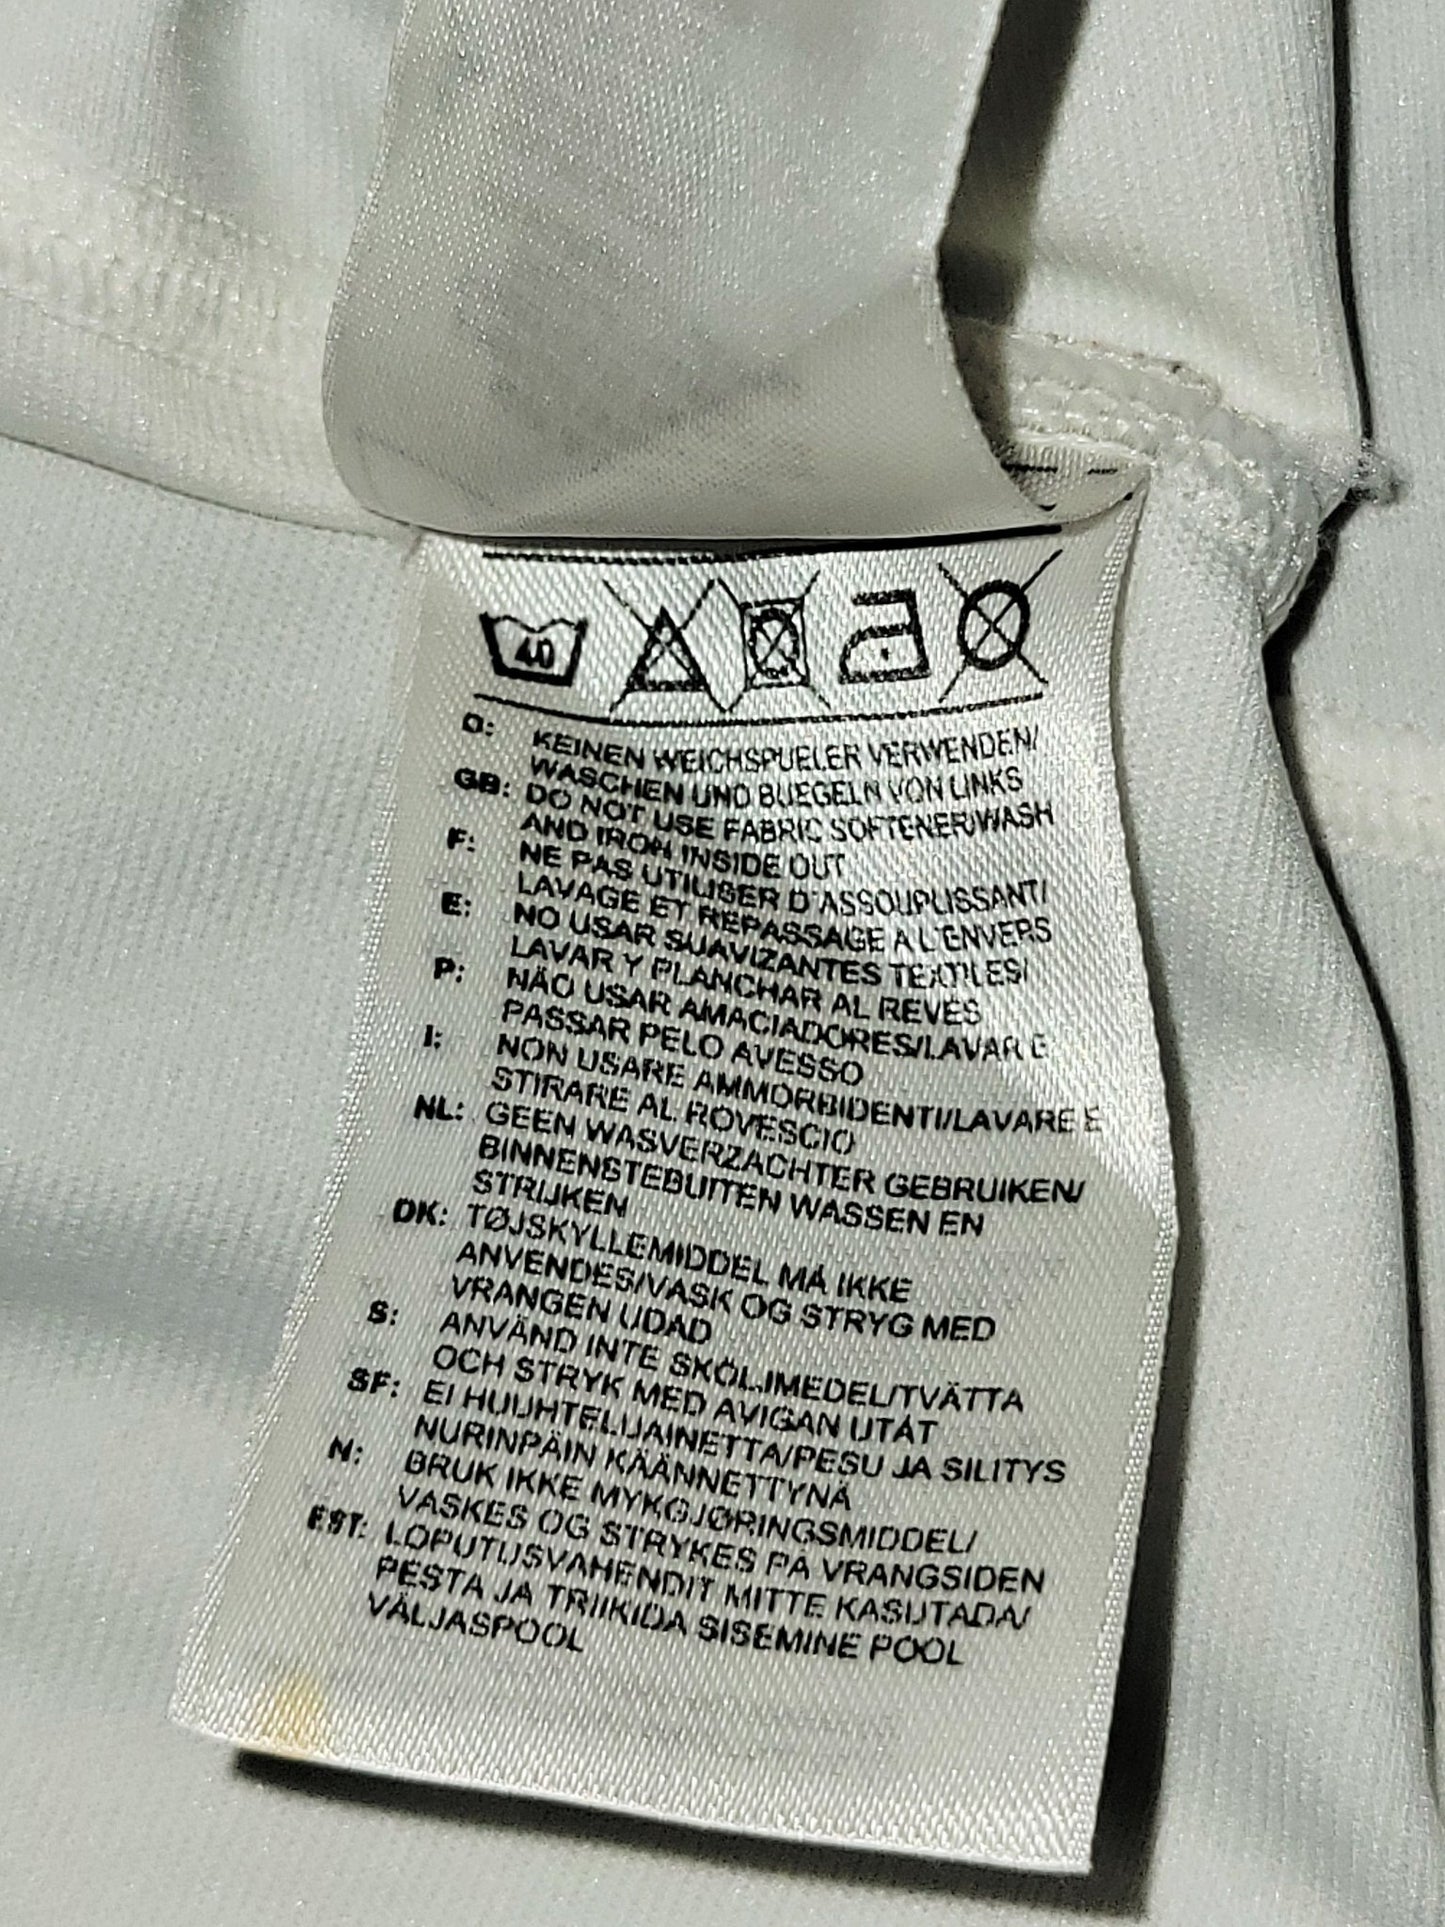 40
D: KEINEN WEICHSPUELER VERWENDEN/
WASCHEN UND BUEGELN VON LINKS
GB: DO NOT USE FABRIC SOFTENER/WASH
AND IRON INSIDE OUT
F: NE PAS UTILISER D'ASSOUPLISSANT/
LAVAGE ET REPASSAGE A L'ENVERS
E: NO USAR SUAVIZANTES TEXTILES/
LAVAR Y PLANCHAR AL REVÉS
P: NÃO USAR AMACIADORES/LAVAR E
PASSAR PELO AVESSO
I: NON USARE AMMORBIDENTI/LAVARE E
STIRARE AL ROVESCIO
NL: GEEN WASVERZACHTER GEBRUIKEN/
BINNENSTEBUITEN WASSEN EN
STRIJKEN
DK: TØJSKYLLEMIDDEL MÅ IKKE
ANVENDES/VASK OG STRYG MED
VRANGEN UDAD
S: ANVÄND INTE SKÖLJMEDEL/TVÄTTA
OCH STRYK MED AVIGAN UTÅT
SF: EI HUUHTELUAINETTA/PESU JA SILITYS
NURINPÄIN KÄÄNNETTYNÄ
N: BRUK IKKE MYKGJØRINGSMIDDEL/
VASKES OG STRYKES PÅ VRANGSIDEN
EST: LOPUTUSVAHENDIT MITTE KASUTADA/
PESTA JA TRIIKIDA SISEMINE POOL
VÄLJASPOOL